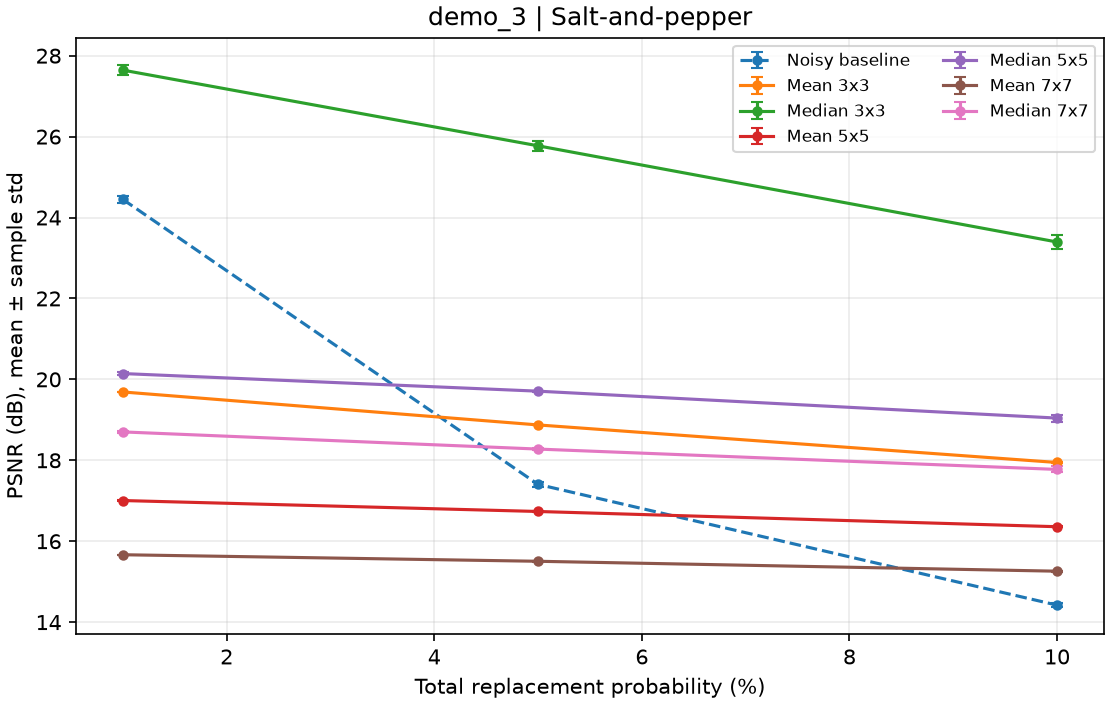 demo_3 | Salt-and-pepper
PSNR (dB), mean ± sample std
28
26
24
22
20
18
16
14
Noisy baseline
Mean 3x3
Median 3x3
Mean 5x5
Median 5x5
Mean 7x7
Median 7x7
2
4
6
8
10
Total replacement probability (%)